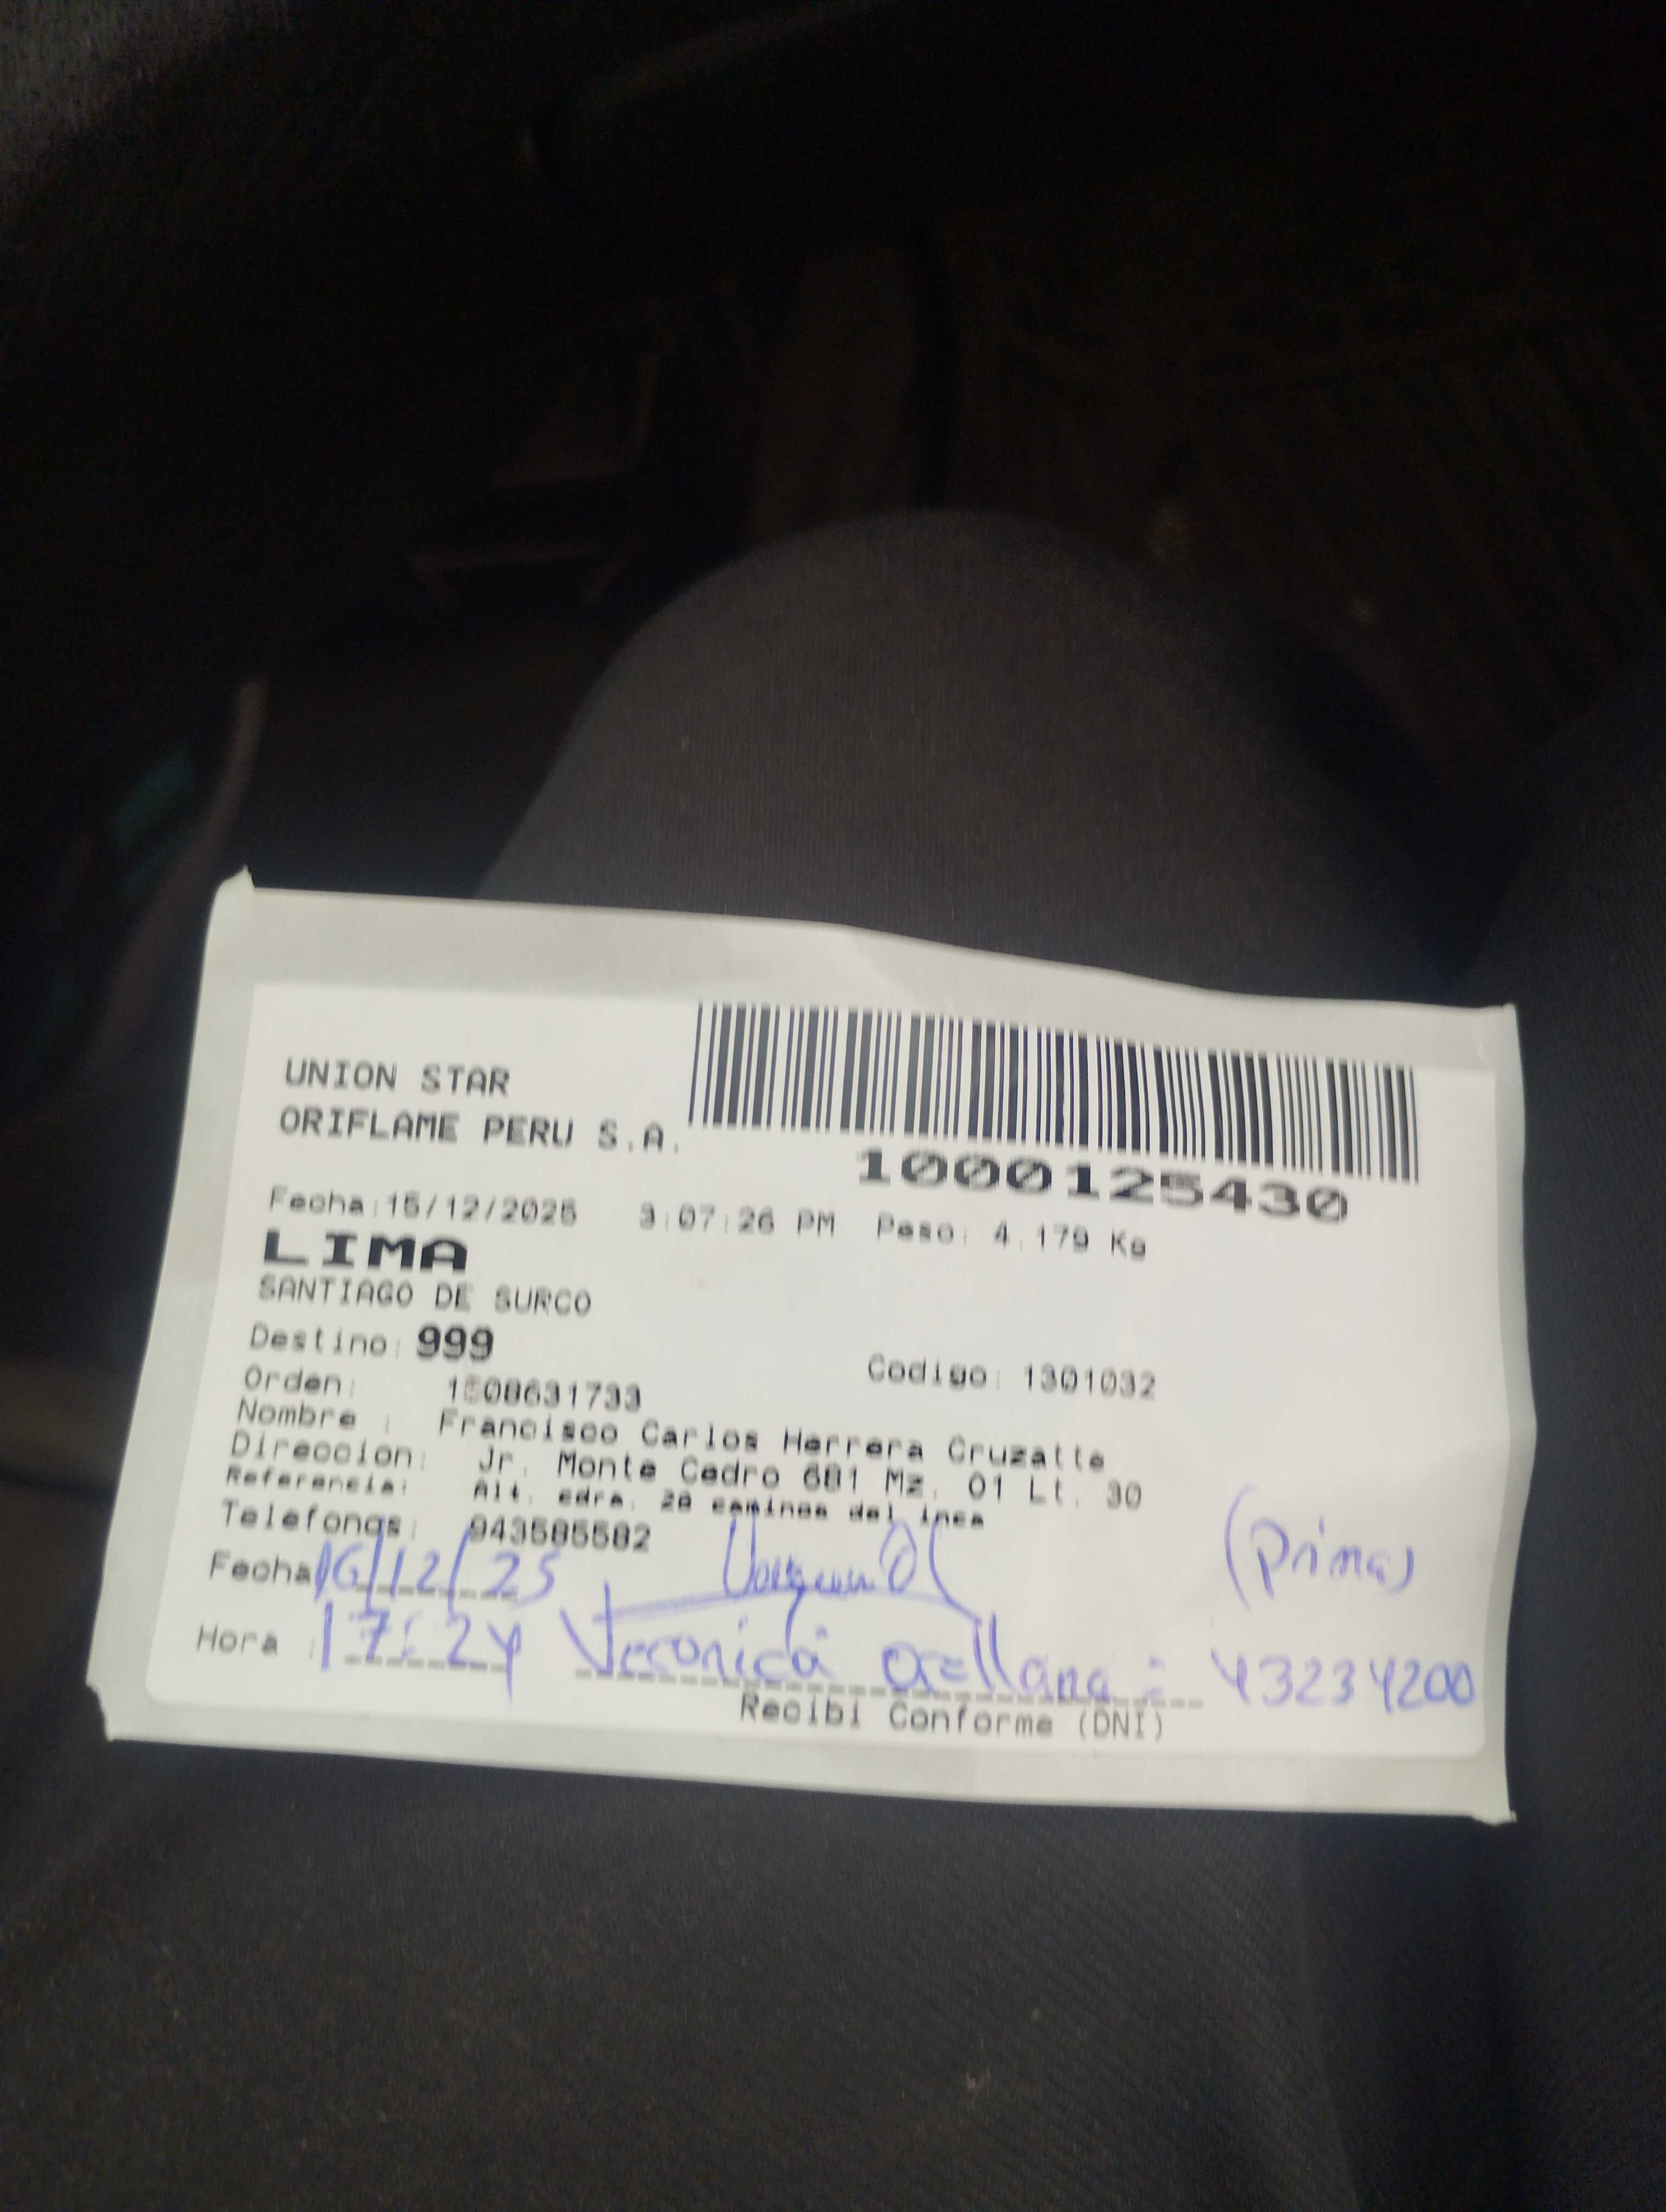 UNION STAR
ORIFLAME PERU S.A.
1000125430
Fecha:15/12/2025 3:07:26 PM Peso: 4.179 Kg
LIMA
SANTIAGO DE SURCO
Destino: 999
Codigo: 1301032
Orden: 1508631733
Nombre : Francisco Carlos Herrera Cruzatte
Direccion: Jr. Monte Cedro 681 Mz. 01 Lt. 30
Referencia: Alt. cdra. 28 caminos del inca
Telefonos: 943585582
Fecha 16/12/25 (prima)
Hora : 17:24 Veronica Orellana = 43234200
Recibi Conforme (DNI)